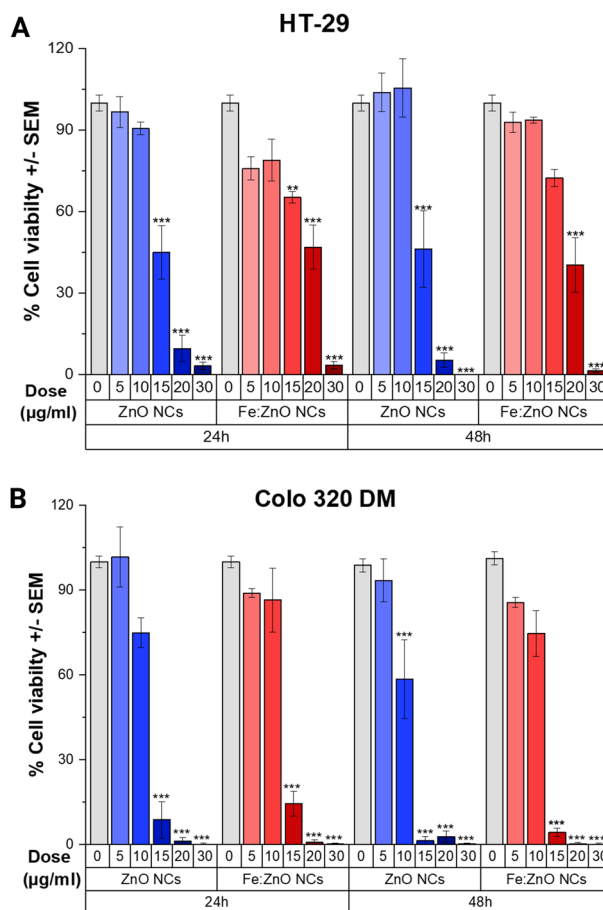 A
HT-29
% Cell viabilty +/- SEM
120
90
60
30
0
*** *** *** ** *** *** *** *** *** ***
Dose
(µg/ml)
0 5 10 15 20 30 0 5 10 15 20 30 0 5 10 15 20 30 0 5 10 15 20 30
ZnO NCs Fe:ZnO NCs ZnO NCs Fe:ZnO NCs
24h 48h
B
Colo 320 DM
% Cell viabilty +/- SEM
120
90
60
30
0
*** *** *** *** *** *** *** *** *** *** *** *** ***
Dose
(µg/ml)
0 5 10 15 20 30 0 5 10 15 20 30 0 5 10 15 20 30 0 5 10 15 20 30
ZnO NCs Fe:ZnO NCs ZnO NCs Fe:ZnO NCs
24h 48h